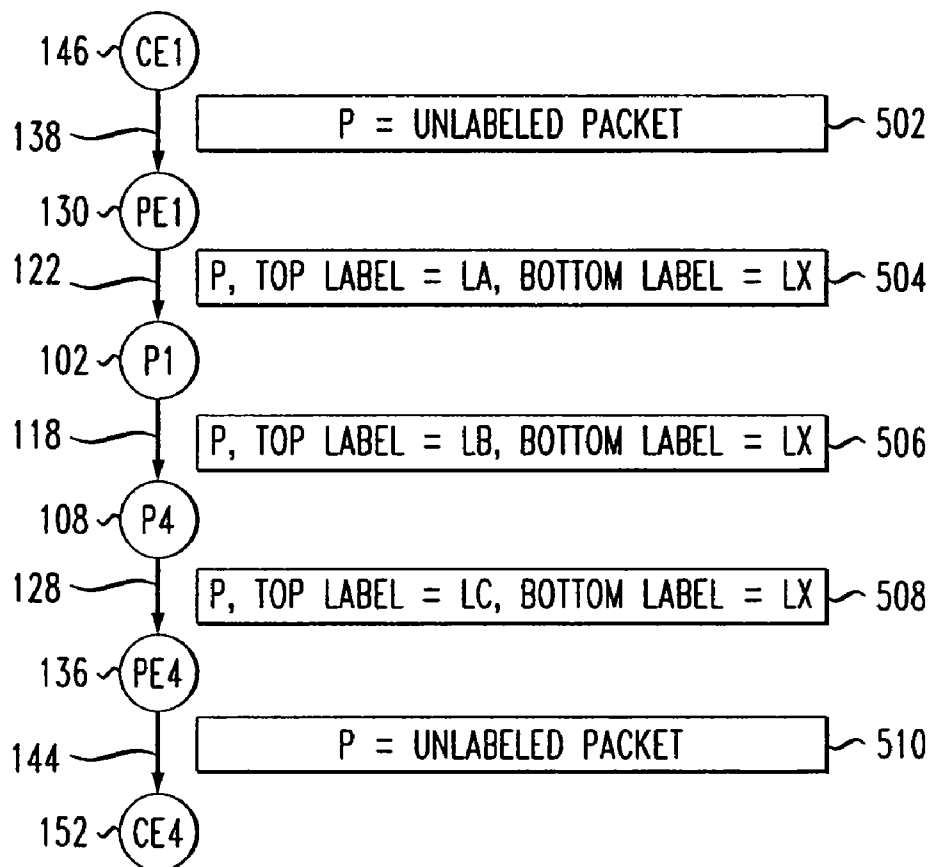 146 CE1
138 P = UNLABELED PACKET 502
130 PE1
122 P, TOP LABEL = LA, BOTTOM LABEL = LX 504
102 P1
118 P, TOP LABEL = LB, BOTTOM LABEL = LX 506
108 P4
128 P, TOP LABEL = LC, BOTTOM LABEL = LX 508
136 PE4
144 P = UNLABELED PACKET 510
152 CE4